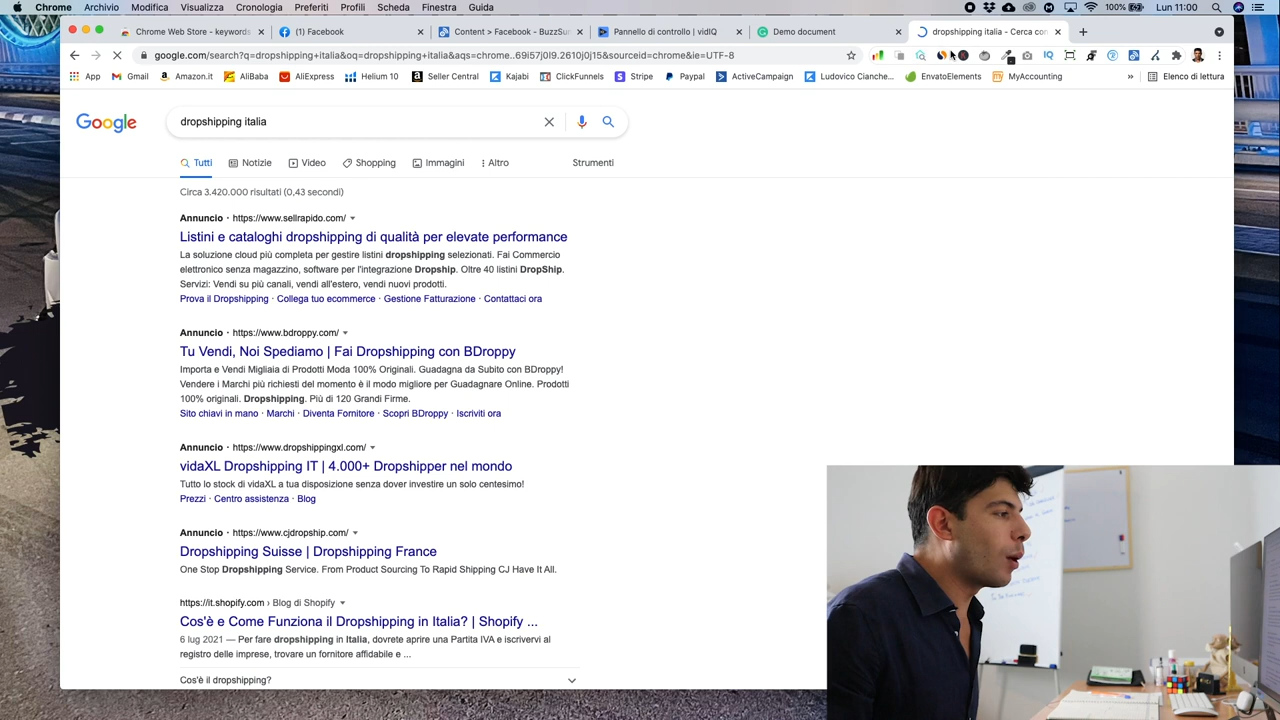 Chrome Archivio Modifica Visualizza Cronologia Preferiti Profili Scheda Finestra Guida 100% Lun 11:00
Chrome Web Store - keywords
(1) Facebook
Content > Facebook - BuzzSu
Pannello di controllo | vidIQ
Demo document
dropshipping italia - Cerca con
google.com/search?q=dropshipping+italia&oq=dropshipping+italia&aqs=chrome..69i57j0l9.2610j0j15&sourceid=chrome&ie=UTF-
App Gmail Amazon.it AliBaba AliExpress Helium 10 Seller Central Kajabi ClickFunnels Stripe Paypal ActiveCampaign Ludovico Cianche... EnvatoElements MyAccounting » Elenco di lettura
Google
dropshipping italia
Tutti Notizie Video Shopping Immagini Altro Strumenti
Circa 3.420.000 risultati (0,43 secondi)
Annuncio · https://www.sellrapido.com/
Listini e cataloghi dropshipping di qualità per elevate performance
La soluzione cloud più completa per gestire listini dropshipping selezionati. Fai Commercio
elettronico senza magazzino, software per l'integrazione Dropship. Oltre 40 listini DropShip.
Servizi: Vendi su più canali, vendi all'estero, vendi nuovi prodotti.
Prova il Dropshipping · Collega tuo ecommerce · Gestione Fatturazione · Contattaci ora
Annuncio · https://www.bdroppy.com/
Tu Vendi, Noi Spediamo | Fai Dropshipping con BDroppy
Importa e Vendi Migliaia di Prodotti Moda 100% Originali. Guadagna da Subito con BDroppy!
Vendere i Marchi più richiesti del momento è il modo migliore per Guadagnare Online. Prodotti
100% originali. Dropshipping. Più di 120 Grandi Firme.
Sito chiavi in mano · Marchi · Diventa Fornitore · Scopri BDroppy · Iscriviti ora
Annuncio · https://www.dropshippingxl.com/
vidaXL Dropshipping IT | 4.000+ Dropshipper nel mondo
Tutto lo stock di vidaXL a tua disposizione senza dover investire un solo centesimo!
Prezzi · Centro assistenza · Blog
Annuncio · https://www.cjdropship.com/
Dropshipping Suisse | Dropshipping France
One Stop Dropshipping Service. From Product Sourcing To Rapid Shipping CJ Have It All.
https://it.shopify.com › Blog di Shopify
Cos'è e Come Funziona il Dropshipping in Italia? | Shopify ...
6 lug 2021 — Per fare dropshipping in Italia, dovrete aprire una Partita IVA e iscrivervi al
registro delle imprese, trovare un fornitore affidabile e ...
Cos'è il dropshipping?